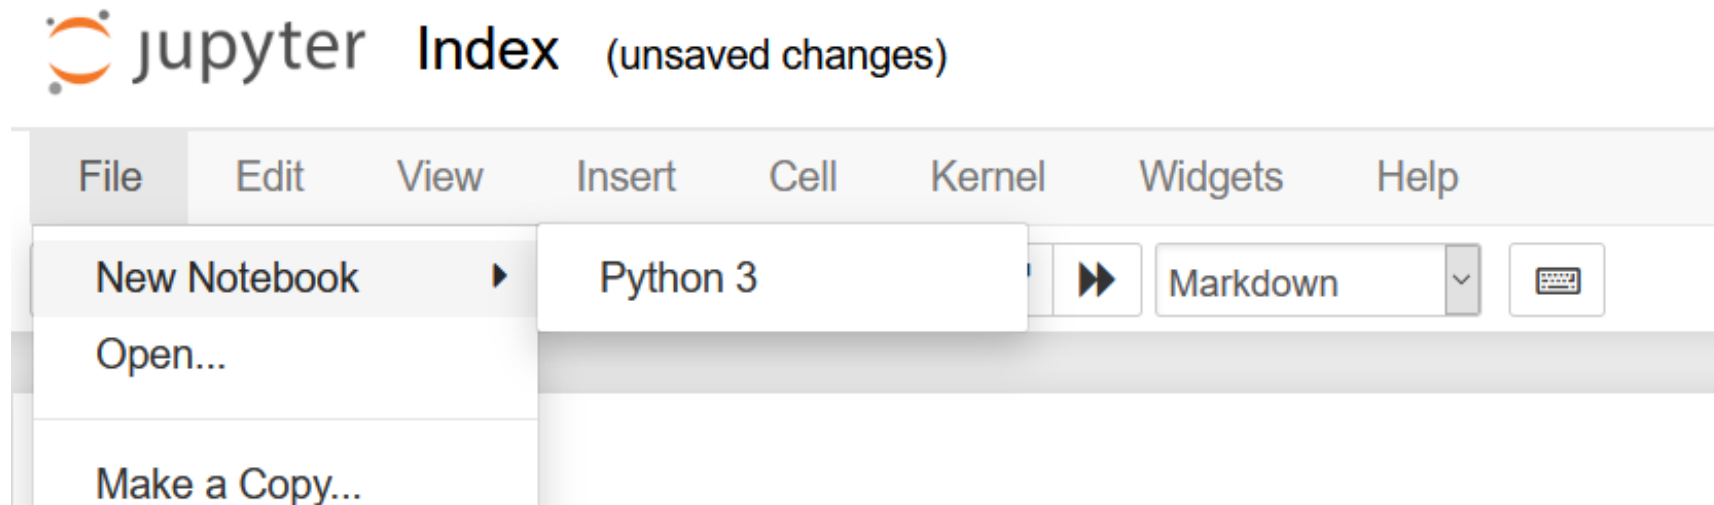 jupyter Index (unsaved changes)
File Edit View Insert Cell Kernel Widgets Help
New Notebook Python 3 Markdown
Open...
Make a Copy...